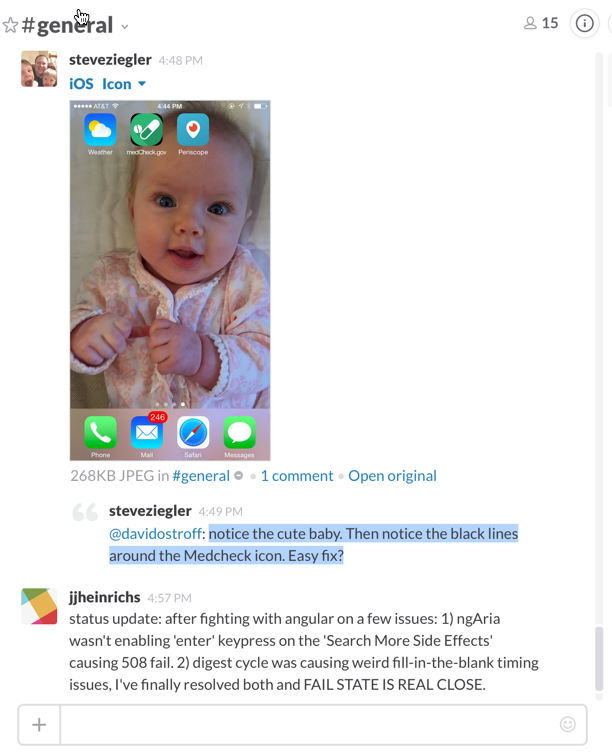 #general
15
steveziegler 4:48 PM
iOS Icon
AT&T 4:44 PM
Weather medCheck.gov Periscope
246
Phone Mail Safari Messages
268KB JPEG in #general • 1 comment • Open original
steveziegler 4:49 PM
@davidostroff: notice the cute baby. Then notice the black lines
around the Medcheck icon. Easy fix?
jjheinrichs 4:57 PM
status update: after fighting with angular on a few issues: 1) ngAria
wasn't enabling 'enter' keypress on the 'Search More Side Effects'
causing 508 fail. 2) digest cycle was causing weird fill-in-the-blank timing
issues, I've finally resolved both and FAIL STATE IS REAL CLOSE.